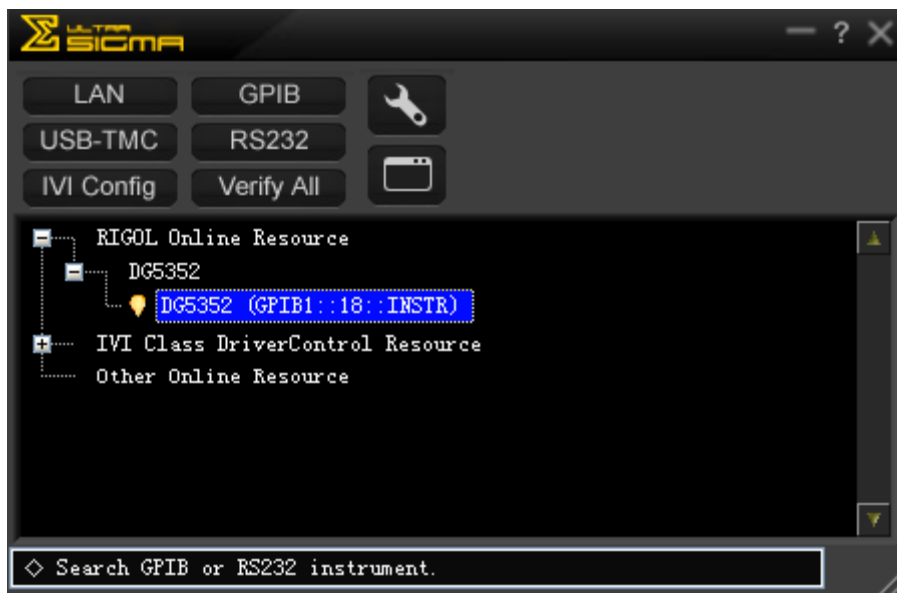 ULTRA
SIGMA
?
LAN GPIB
USB-TMC RS232
IVI Config Verify All
RIGOL Online Resource
DG5352
DG5352 (GPIB1::18::INSTR)
IVI Class DriverControl Resource
Other Online Resource
◇ Search GPIB or RS232 instrument.